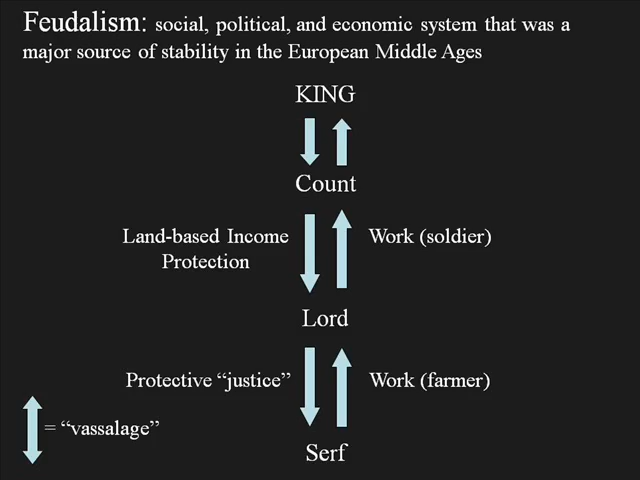 Feudalism: social, political, and economic system that was a
major source of stability in the European Middle Ages
KING
Count
Land-based Income
Protection
Work (soldier)
Lord
Protective “justice”
Work (farmer)
= “vassalage”
Serf